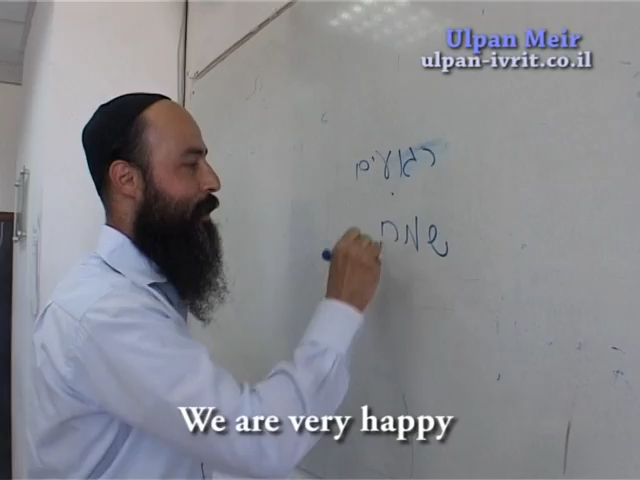 Ulpan Meir
ulpan-ivrit.co.il
רגועים
שמח
We are very happy